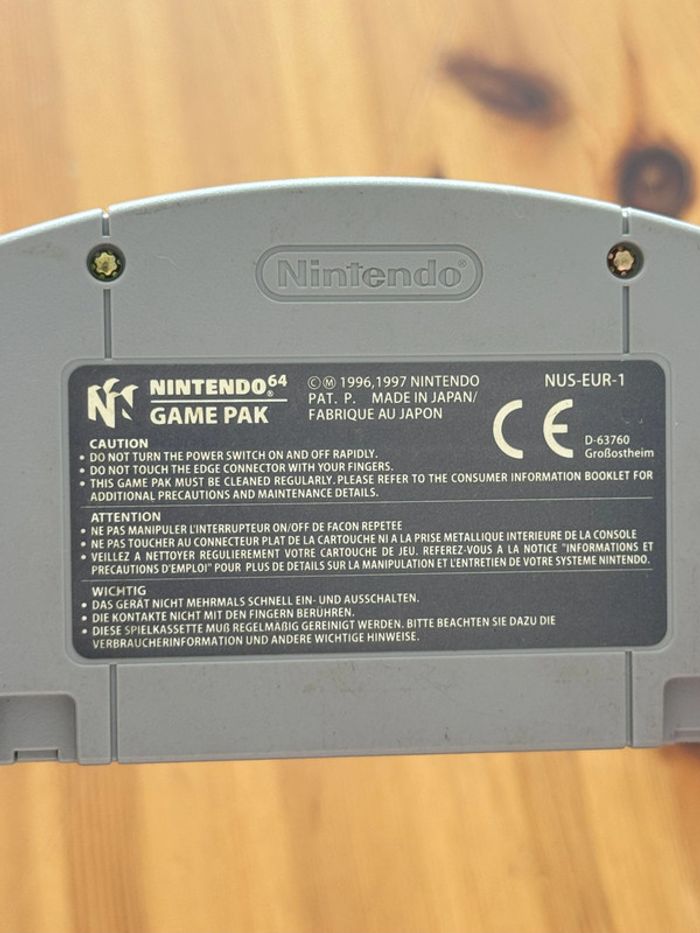 Nintendo®
NINTENDO⁶⁴®
GAME PAK
©Ⓜ 1996,1997 NINTENDO
PAT. P. MADE IN JAPAN/
FABRIQUE AU JAPON
NUS-EUR-1
CE
D-63760
Großostheim
CAUTION
• DO NOT TURN THE POWER SWITCH ON AND OFF RAPIDLY.
• DO NOT TOUCH THE EDGE CONNECTOR WITH YOUR FINGERS.
• THIS GAME PAK MUST BE CLEANED REGULARLY. PLEASE REFER TO THE CONSUMER INFORMATION BOOKLET FOR
ADDITIONAL PRECAUTIONS AND MAINTENANCE DETAILS.
ATTENTION
• NE PAS MANIPULER L'INTERRUPTEUR ON/OFF DE FACON REPETEE
• NE PAS TOUCHER AU CONNECTEUR PLAT DE LA CARTOUCHE NI A LA PRISE METALLIQUE INTERIEURE DE LA CONSOLE
• VEILLEZ A NETTOYER REGULIEREMENT VOTRE CARTOUCHE DE JEU. REFEREZ-VOUS A LA NOTICE "INFORMATIONS ET
PRECAUTIONS D'EMPLOI" POUR PLUS DE DETAILS SUR LA MANIPULATION ET L'ENTRETIEN DE VOTRE SYSTEME NINTENDO.
WICHTIG
• DAS GERÄT NICHT MEHRMALS SCHNELL EIN- UND AUSSCHALTEN.
• DIE KONTAKTE NICHT MIT DEN FINGERN BERÜHREN.
• DIESE SPIELKASSETTE MUß REGELMAßIG GEREINIGT WERDEN. BITTE BEACHTEN SIE DAZU DIE
VERBRAUCHERINFORMATION UND ANDERE WICHTIGE HINWEISE.